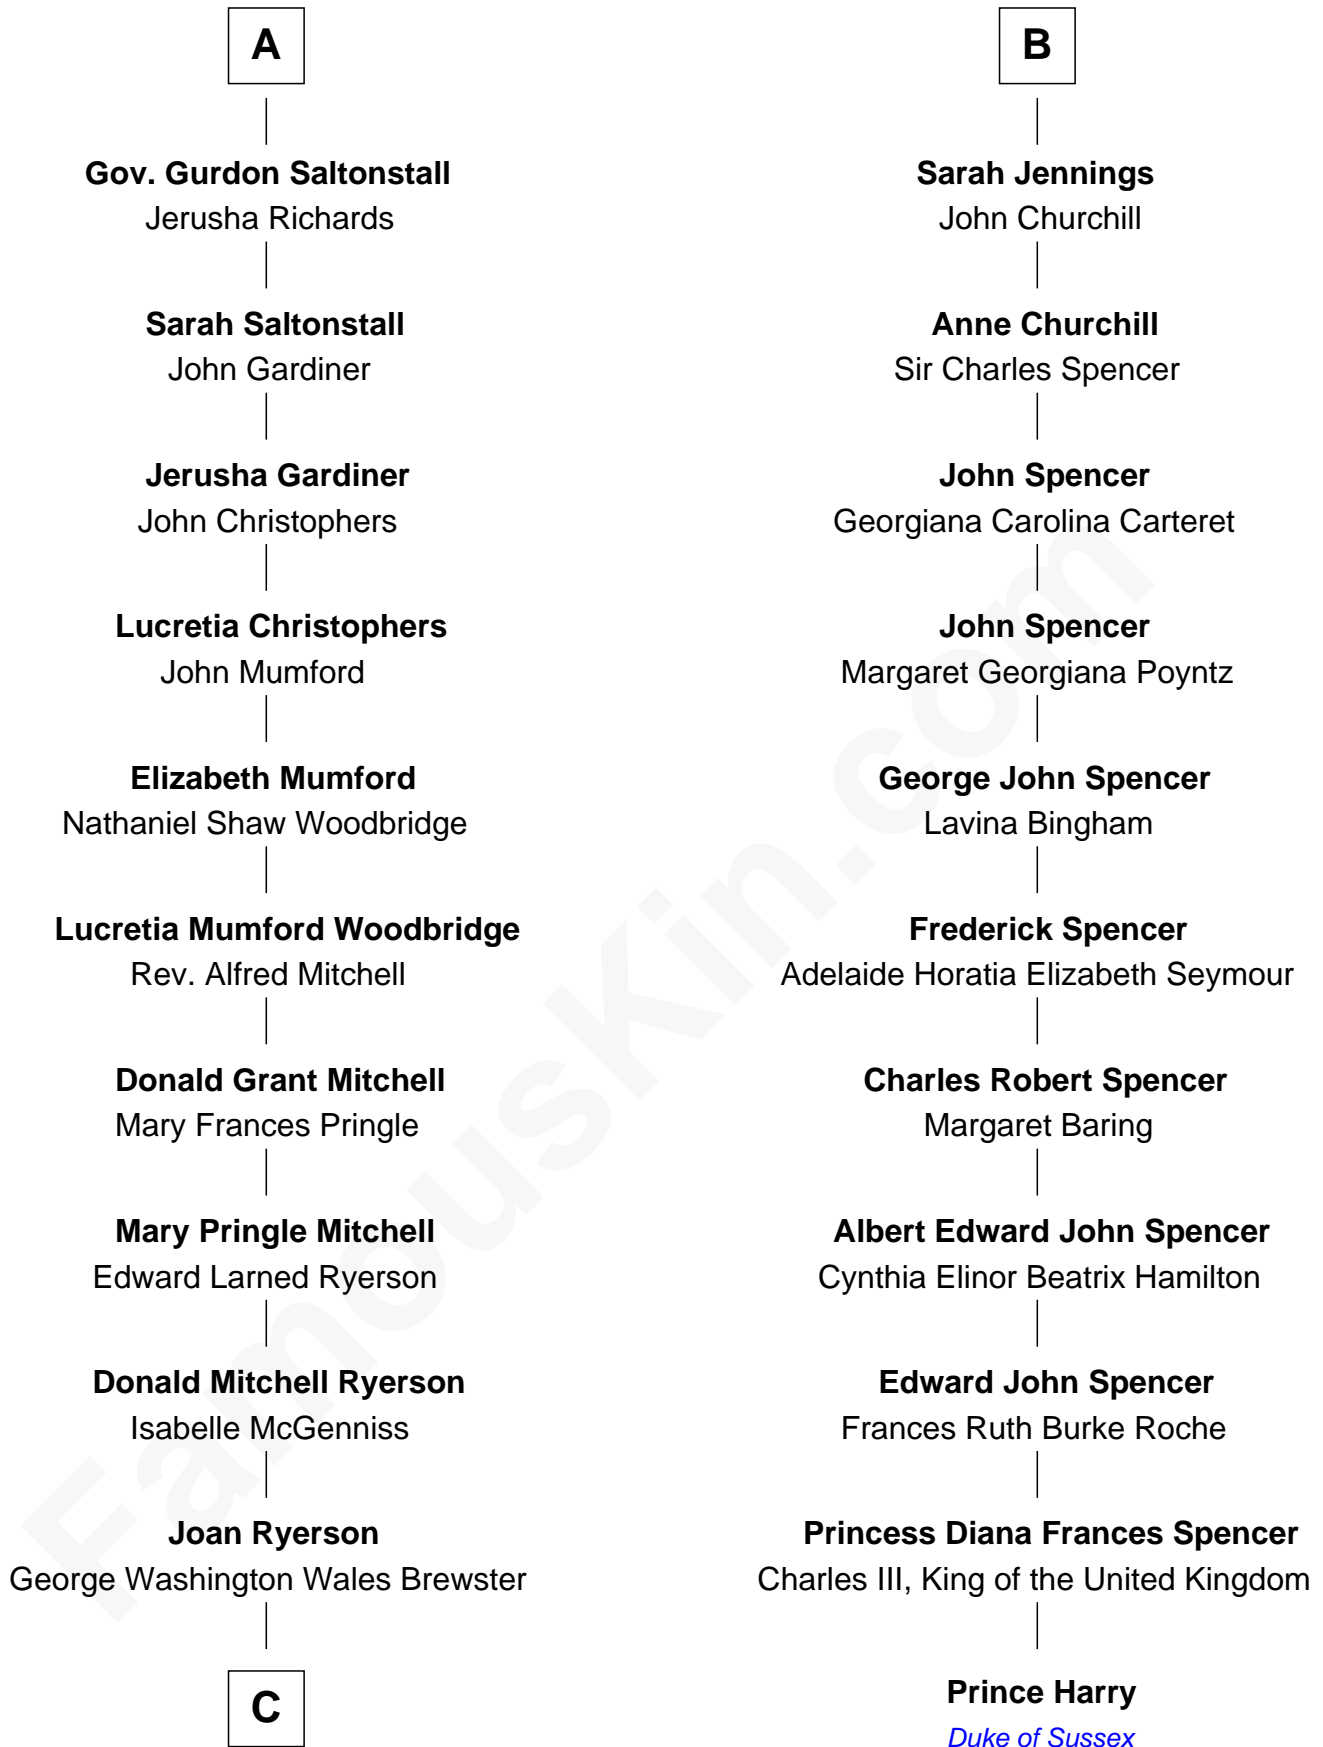 A
Gov. Gurdon Saltonstall
Jerusha Richards
Sarah Saltonstall
John Gardiner
Jerusha Gardiner
John Christophers
Lucretia Christophers
John Mumford
Elizabeth Mumford
Nathaniel Shaw Woodbridge
Lucretia Mumford Woodbridge
Rev. Alfred Mitchell
Donald Grant Mitchell
Mary Frances Pringle
Mary Pringle Mitchell
Edward Larned Ryerson
Donald Mitchell Ryerson
Isabelle McGenniss
Joan Ryerson
George Washington Wales Brewster
C
B
Sarah Jennings
John Churchill
Anne Churchill
Sir Charles Spencer
John Spencer
Georgiana Carolina Carteret
John Spencer
Margaret Georgiana Poyntz
George John Spencer
Lavina Bingham
Frederick Spencer
Adelaide Horatia Elizabeth Seymour
Charles Robert Spencer
Margaret Baring
Albert Edward John Spencer
Cynthia Elinor Beatrix Hamilton
Edward John Spencer
Frances Ruth Burke Roche
Princess Diana Frances Spencer
Charles III, King of the United Kingdom
Prince Harry
Duke of Sussex
FamousKin.com